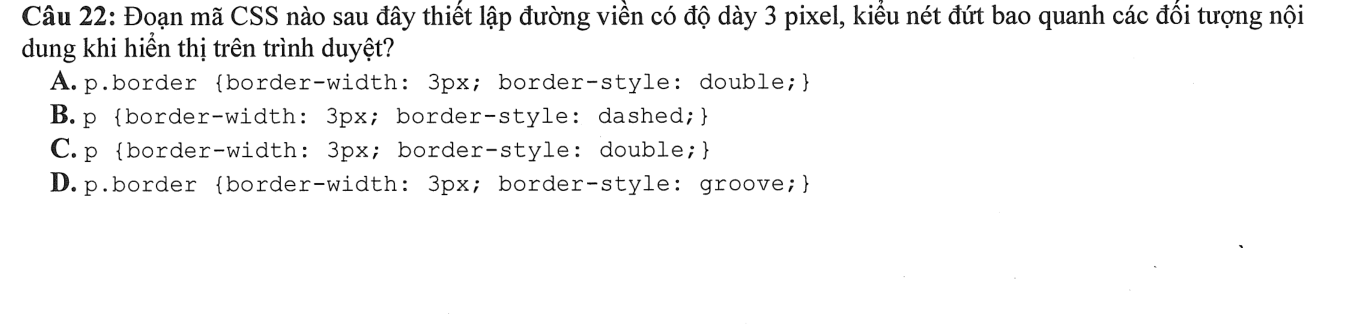 Câu 22: Đoạn mã CSS nào sau đây thiết lập đường viền có độ dày 3 pixel, kiểu nét đứt bao quanh các đối tượng nội
dung khi hiển thị trên trình duyệt?
A. p.border {border-width: 3px; border-style: double;}
B. p {border-width: 3px; border-style: dashed;}
C. p {border-width: 3px; border-style: double;}
D. p.border {border-width: 3px; border-style: groove;}